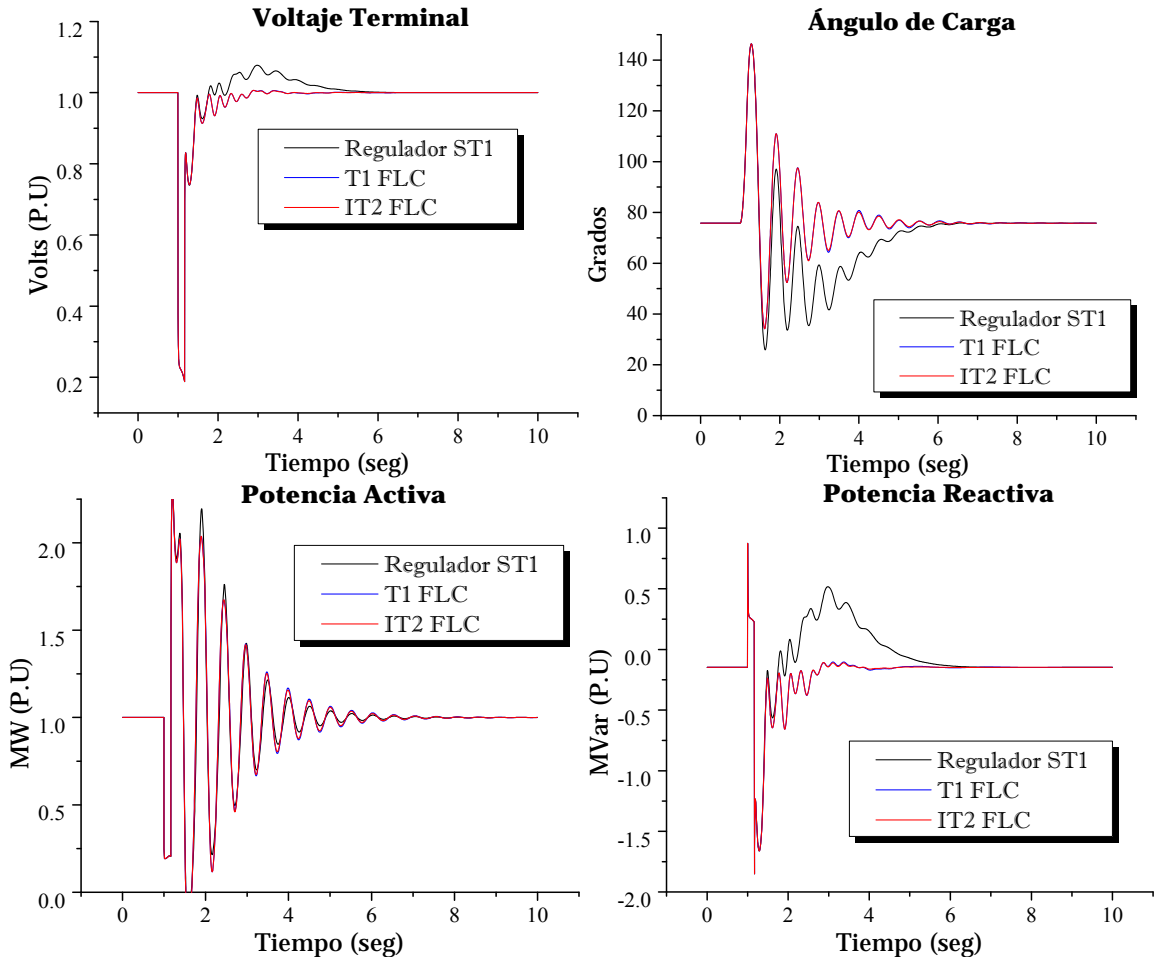 Voltaje Terminal
1.2
1.0
0.8
0.6
0.4
0.2
Volts (P.U)
Regulador ST1
T1 FLC
IT2 FLC
0 2 4 6 8 10
Tiempo (seg)
Ángulo de Carga
140
120
100
80
60
40
20
0
Grados
Regulador ST1
T1 FLC
IT2 FLC
0 2 4 6 8 10
Tiempo (seg)
Potencia Activa
2.0
1.5
1.0
0.5
0.0
MW (P.U)
Regulador ST1
T1 FLC
IT2 FLC
0 2 4 6 8 10
Tiempo (seg)
Potencia Reactiva
1.0
0.5
0.0
-0.5
-1.0
-1.5
-2.0
MVar (P.U)
Regulador ST1
T1 FLC
IT2 FLC
0 2 4 6 8 10
Tiempo (seg)